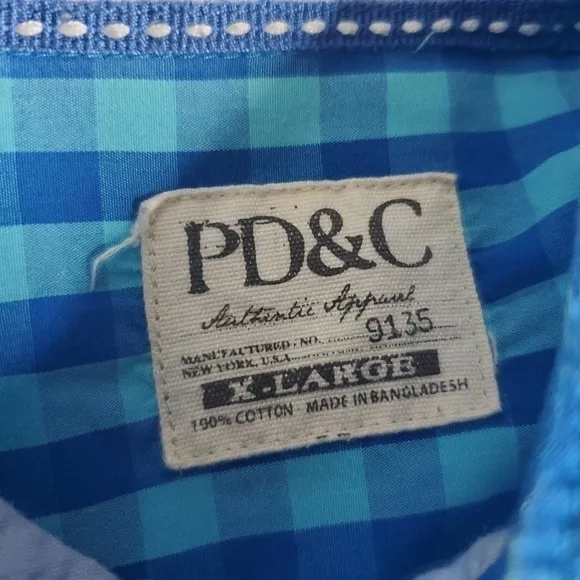 PD&C
Authentic Apparel
MANUFACTURED / NO. 9135
NEW YORK, U.S.A.
X-LARGE
100% COTTON - MADE IN BANGLADESH